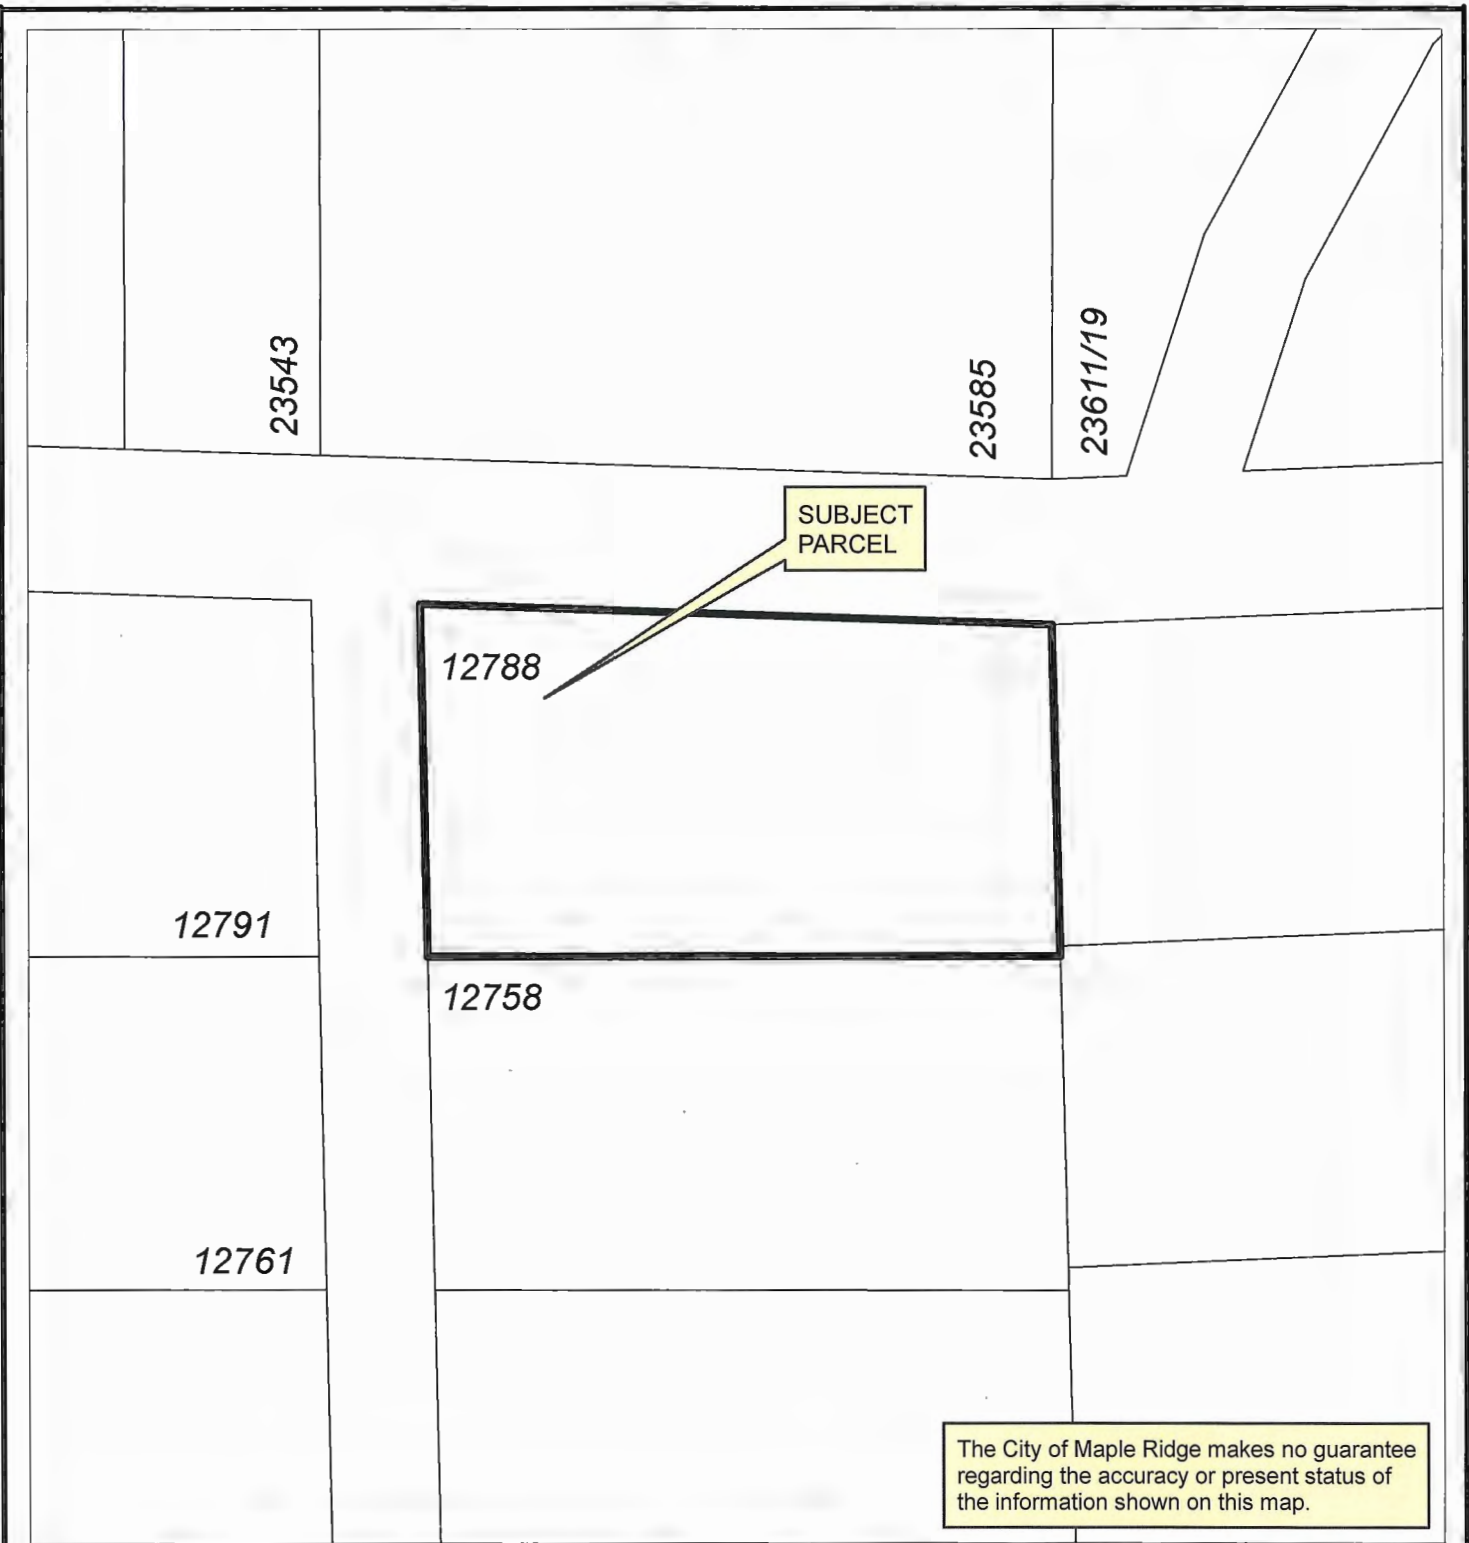 23543
23585
23611/19
SUBJECT
PARCEL
12788
12791
12758
12761
The City of Maple Ridge makes no guarantee
regarding the accuracy or present status of
the information shown on this map.